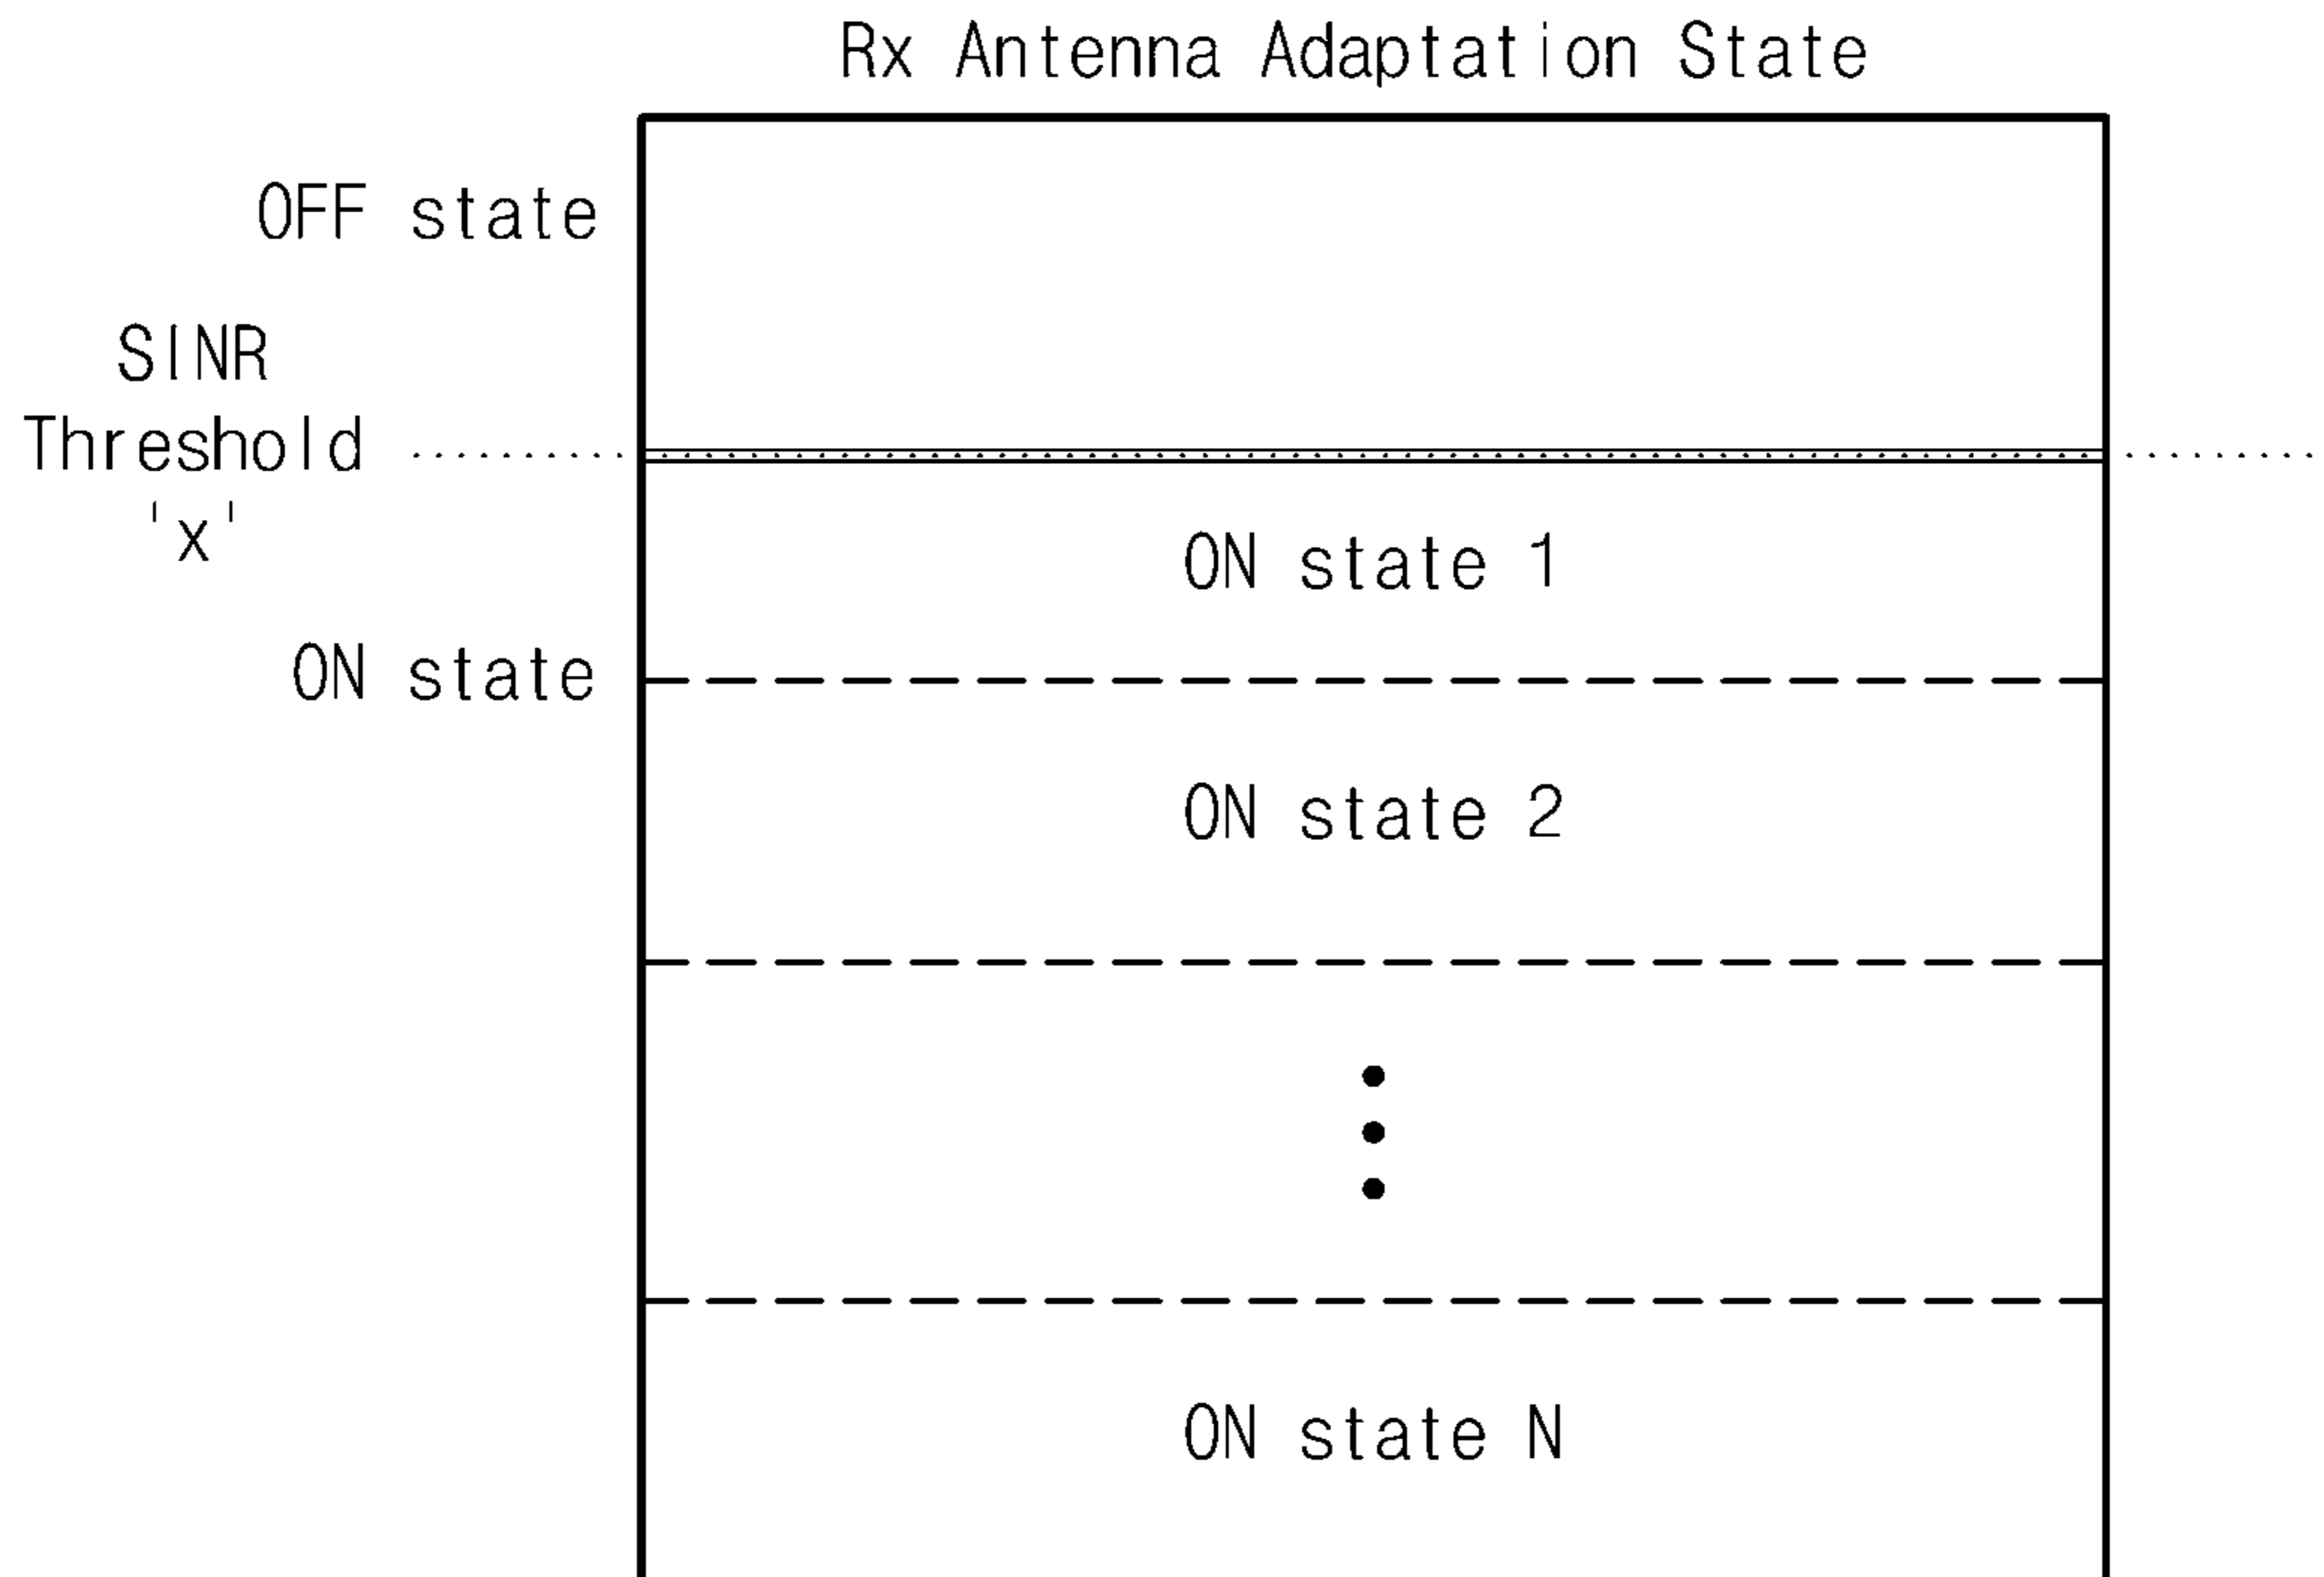 Rx Antenna Adaptation State
OFF state
SINR
Threshold
'x'
ON state 1
ON state
ON state 2
ON state N